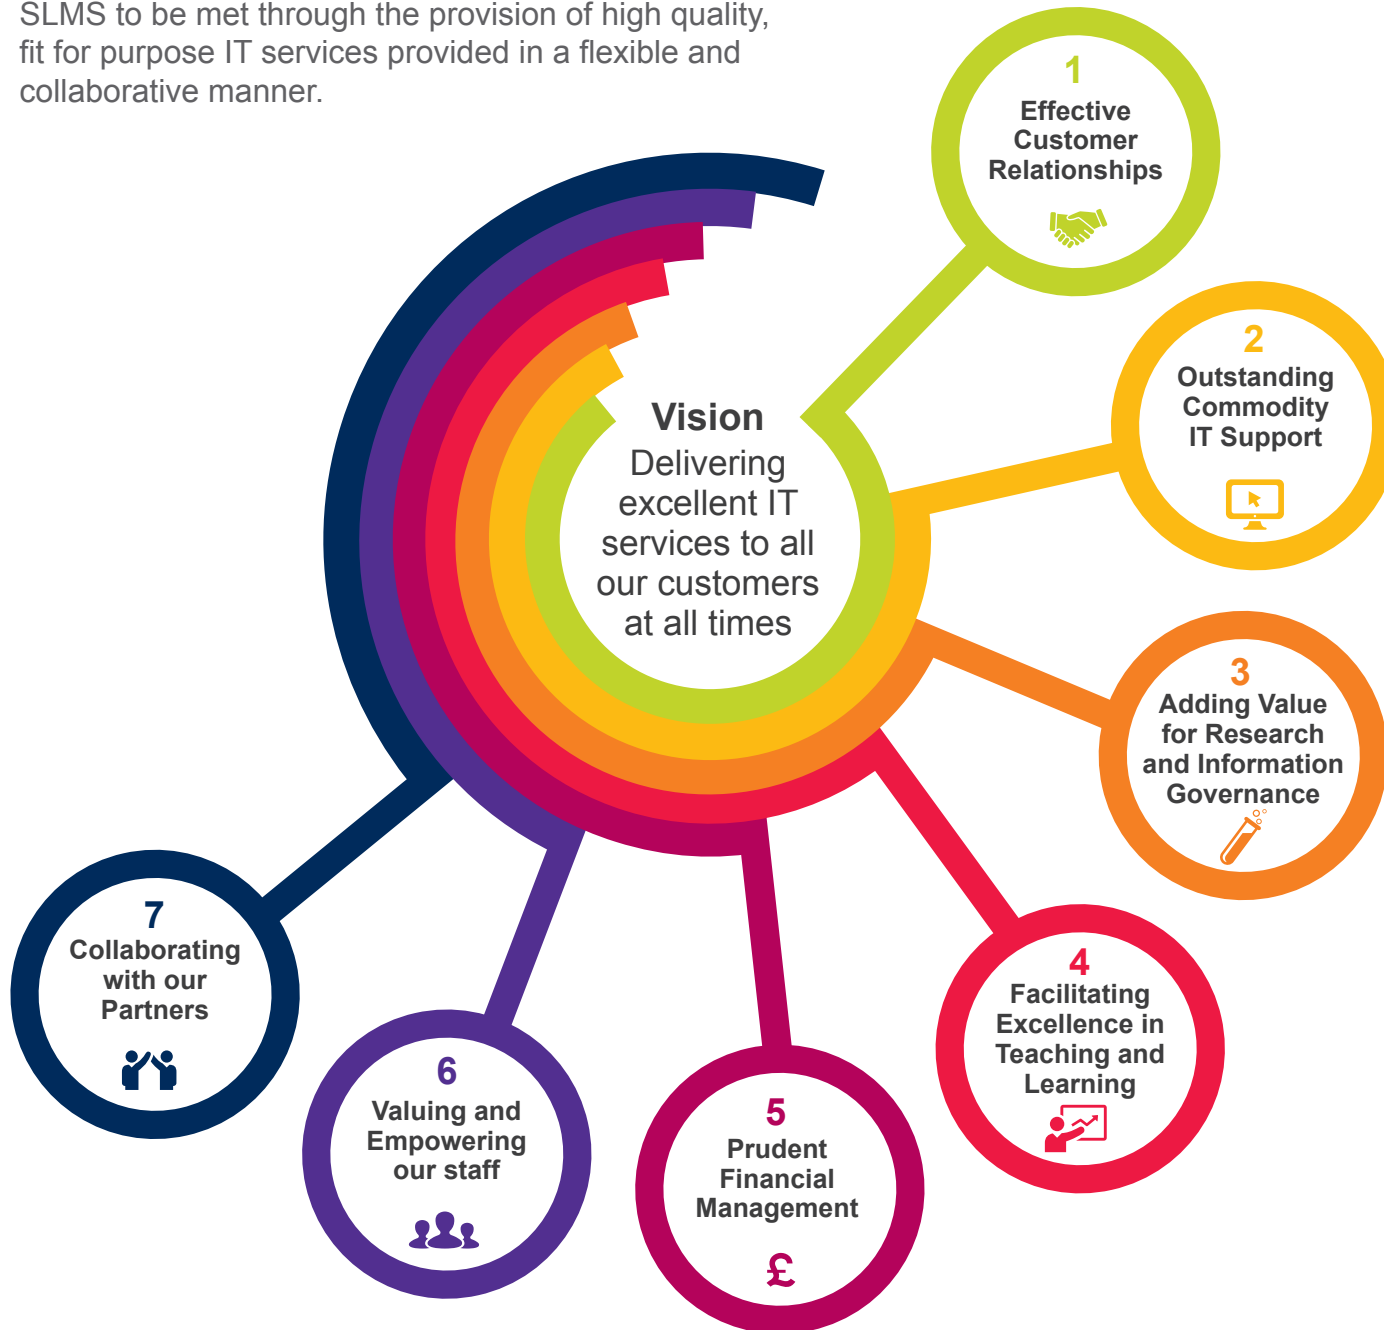 SLMS to be met through the provision of high quality,
fit for purpose IT services provided in a flexible and
collaborative manner.
1
Effective
Customer
Relationships
2
Outstanding
Commodity
IT Support
Vision
Delivering
excellent IT
services to all
our customers
at all times
3
Adding Value
for Research
and Information
Governance
4
Facilitating
Excellence in
Teaching and
Learning
5
Prudent
Financial
Management
£
6
Valuing and
Empowering
our staff
7
Collaborating
with our
Partners